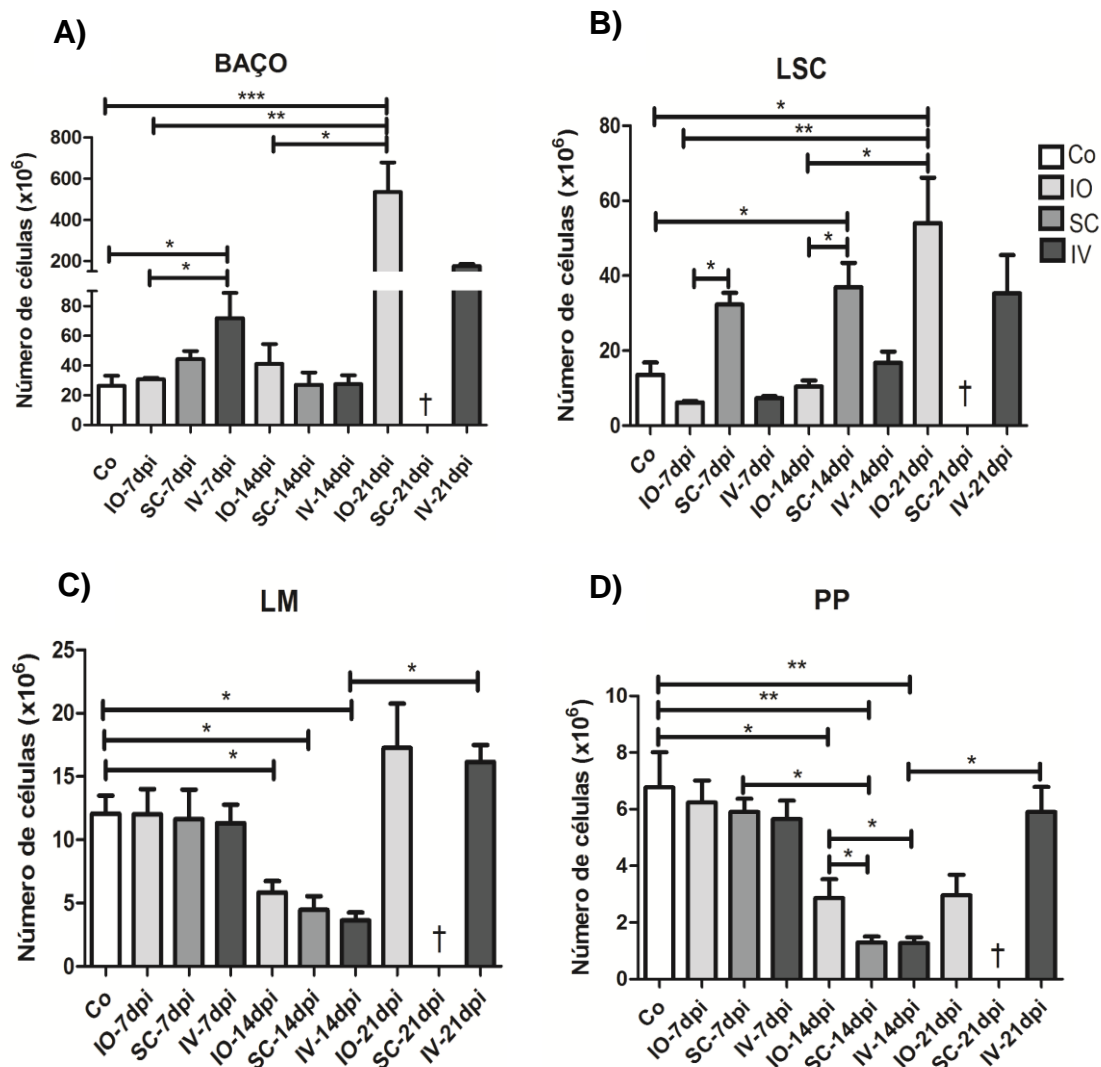 A)
BAÇO
Número de células (x10⁶)
800
600
400
200
80
60
40
20
0
***
**
*
*
*
†
Co
IO-7dpi
SC-7dpi
IV-7dpi
IO-14dpi
SC-14dpi
IV-14dpi
IO-21dpi
SC-21dpi
IV-21dpi
B)
LSC
Número de células (x10⁶)
80
60
40
20
0
*
**
*
*
*
*
†
Co
IO-7dpi
SC-7dpi
IV-7dpi
IO-14dpi
SC-14dpi
IV-14dpi
IO-21dpi
SC-21dpi
IV-21dpi
Co
IO
SC
IV
C)
LM
Número de células (x10⁶)
25
20
15
10
5
0
*
*
*
*
†
Co
IO-7dpi
SC-7dpi
IV-7dpi
IO-14dpi
SC-14dpi
IV-14dpi
IO-21dpi
SC-21dpi
IV-21dpi
D)
PP
Número de células (x10⁶)
8
6
4
2
0
**
**
*
*
*
*
*
†
Co
IO-7dpi
SC-7dpi
IV-7dpi
IO-14dpi
SC-14dpi
IV-14dpi
IO-21dpi
SC-21dpi
IV-21dpi